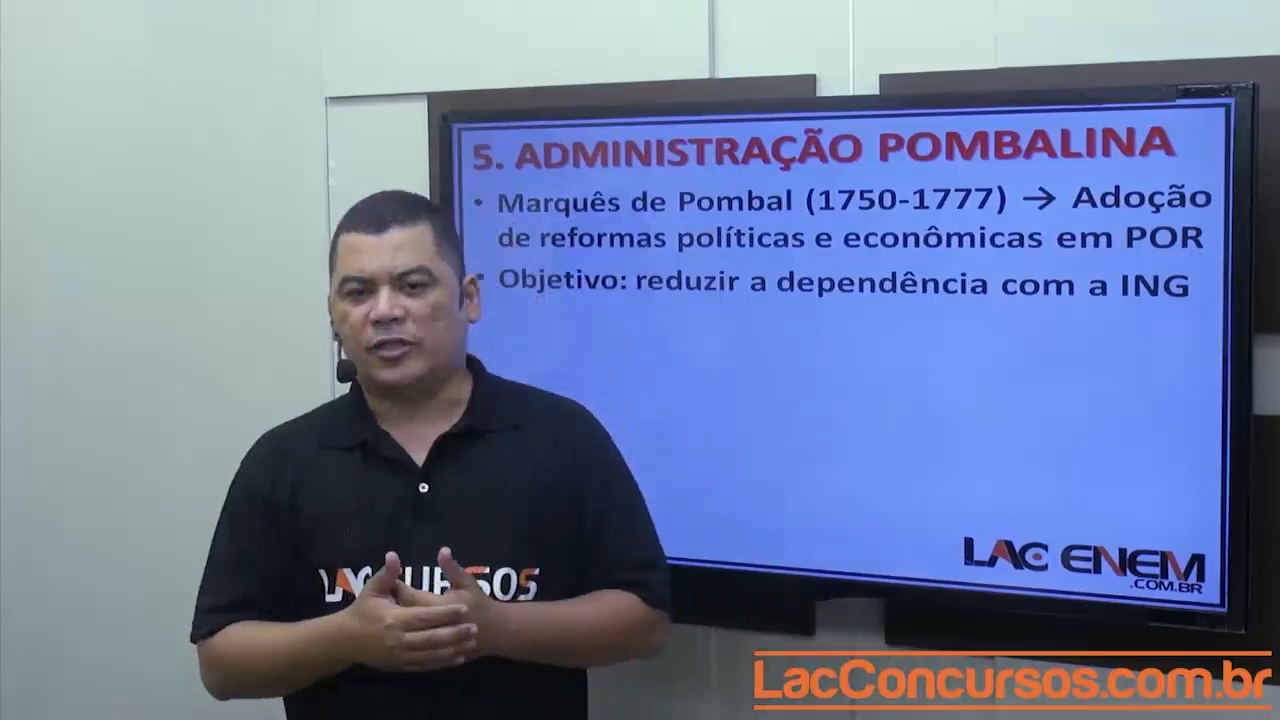 5. ADMINISTRAÇÃO POMBALINA
• Marquês de Pombal (1750-1777) → Adoção
de reformas políticas e econômicas em POR
• Objetivo: reduzir a dependência com a ING
LAC ENEM
.COM.BR
LacConcursos.com.br